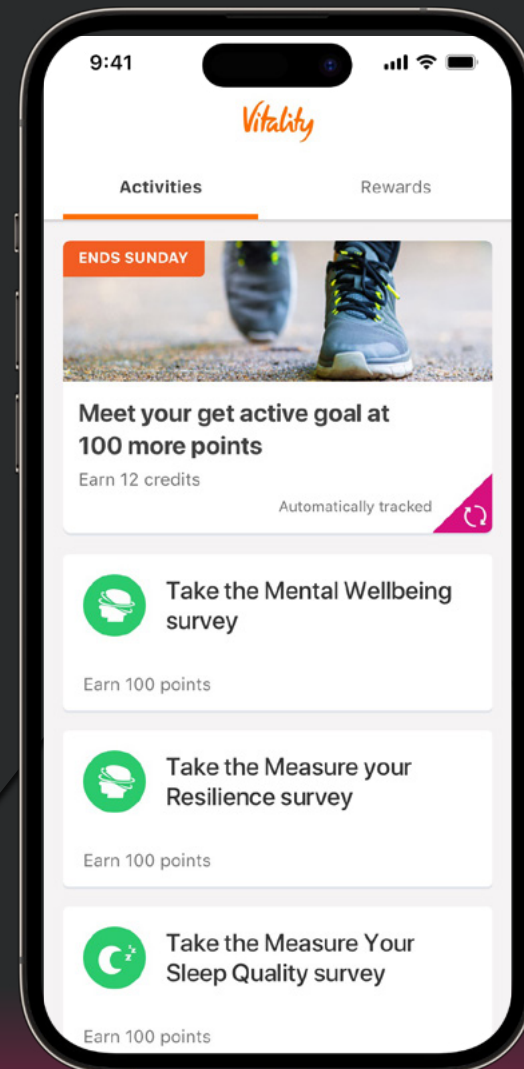 9:41
Vitality
Activities
Rewards
ENDS SUNDAY
Meet your get active goal at
100 more points
Earn 12 credits
Automatically tracked
Take the Mental Wellbeing
survey
Earn 100 points
Take the Measure your
Resilience survey
Earn 100 points
Take the Measure Your
Sleep Quality survey
Earn 100 points